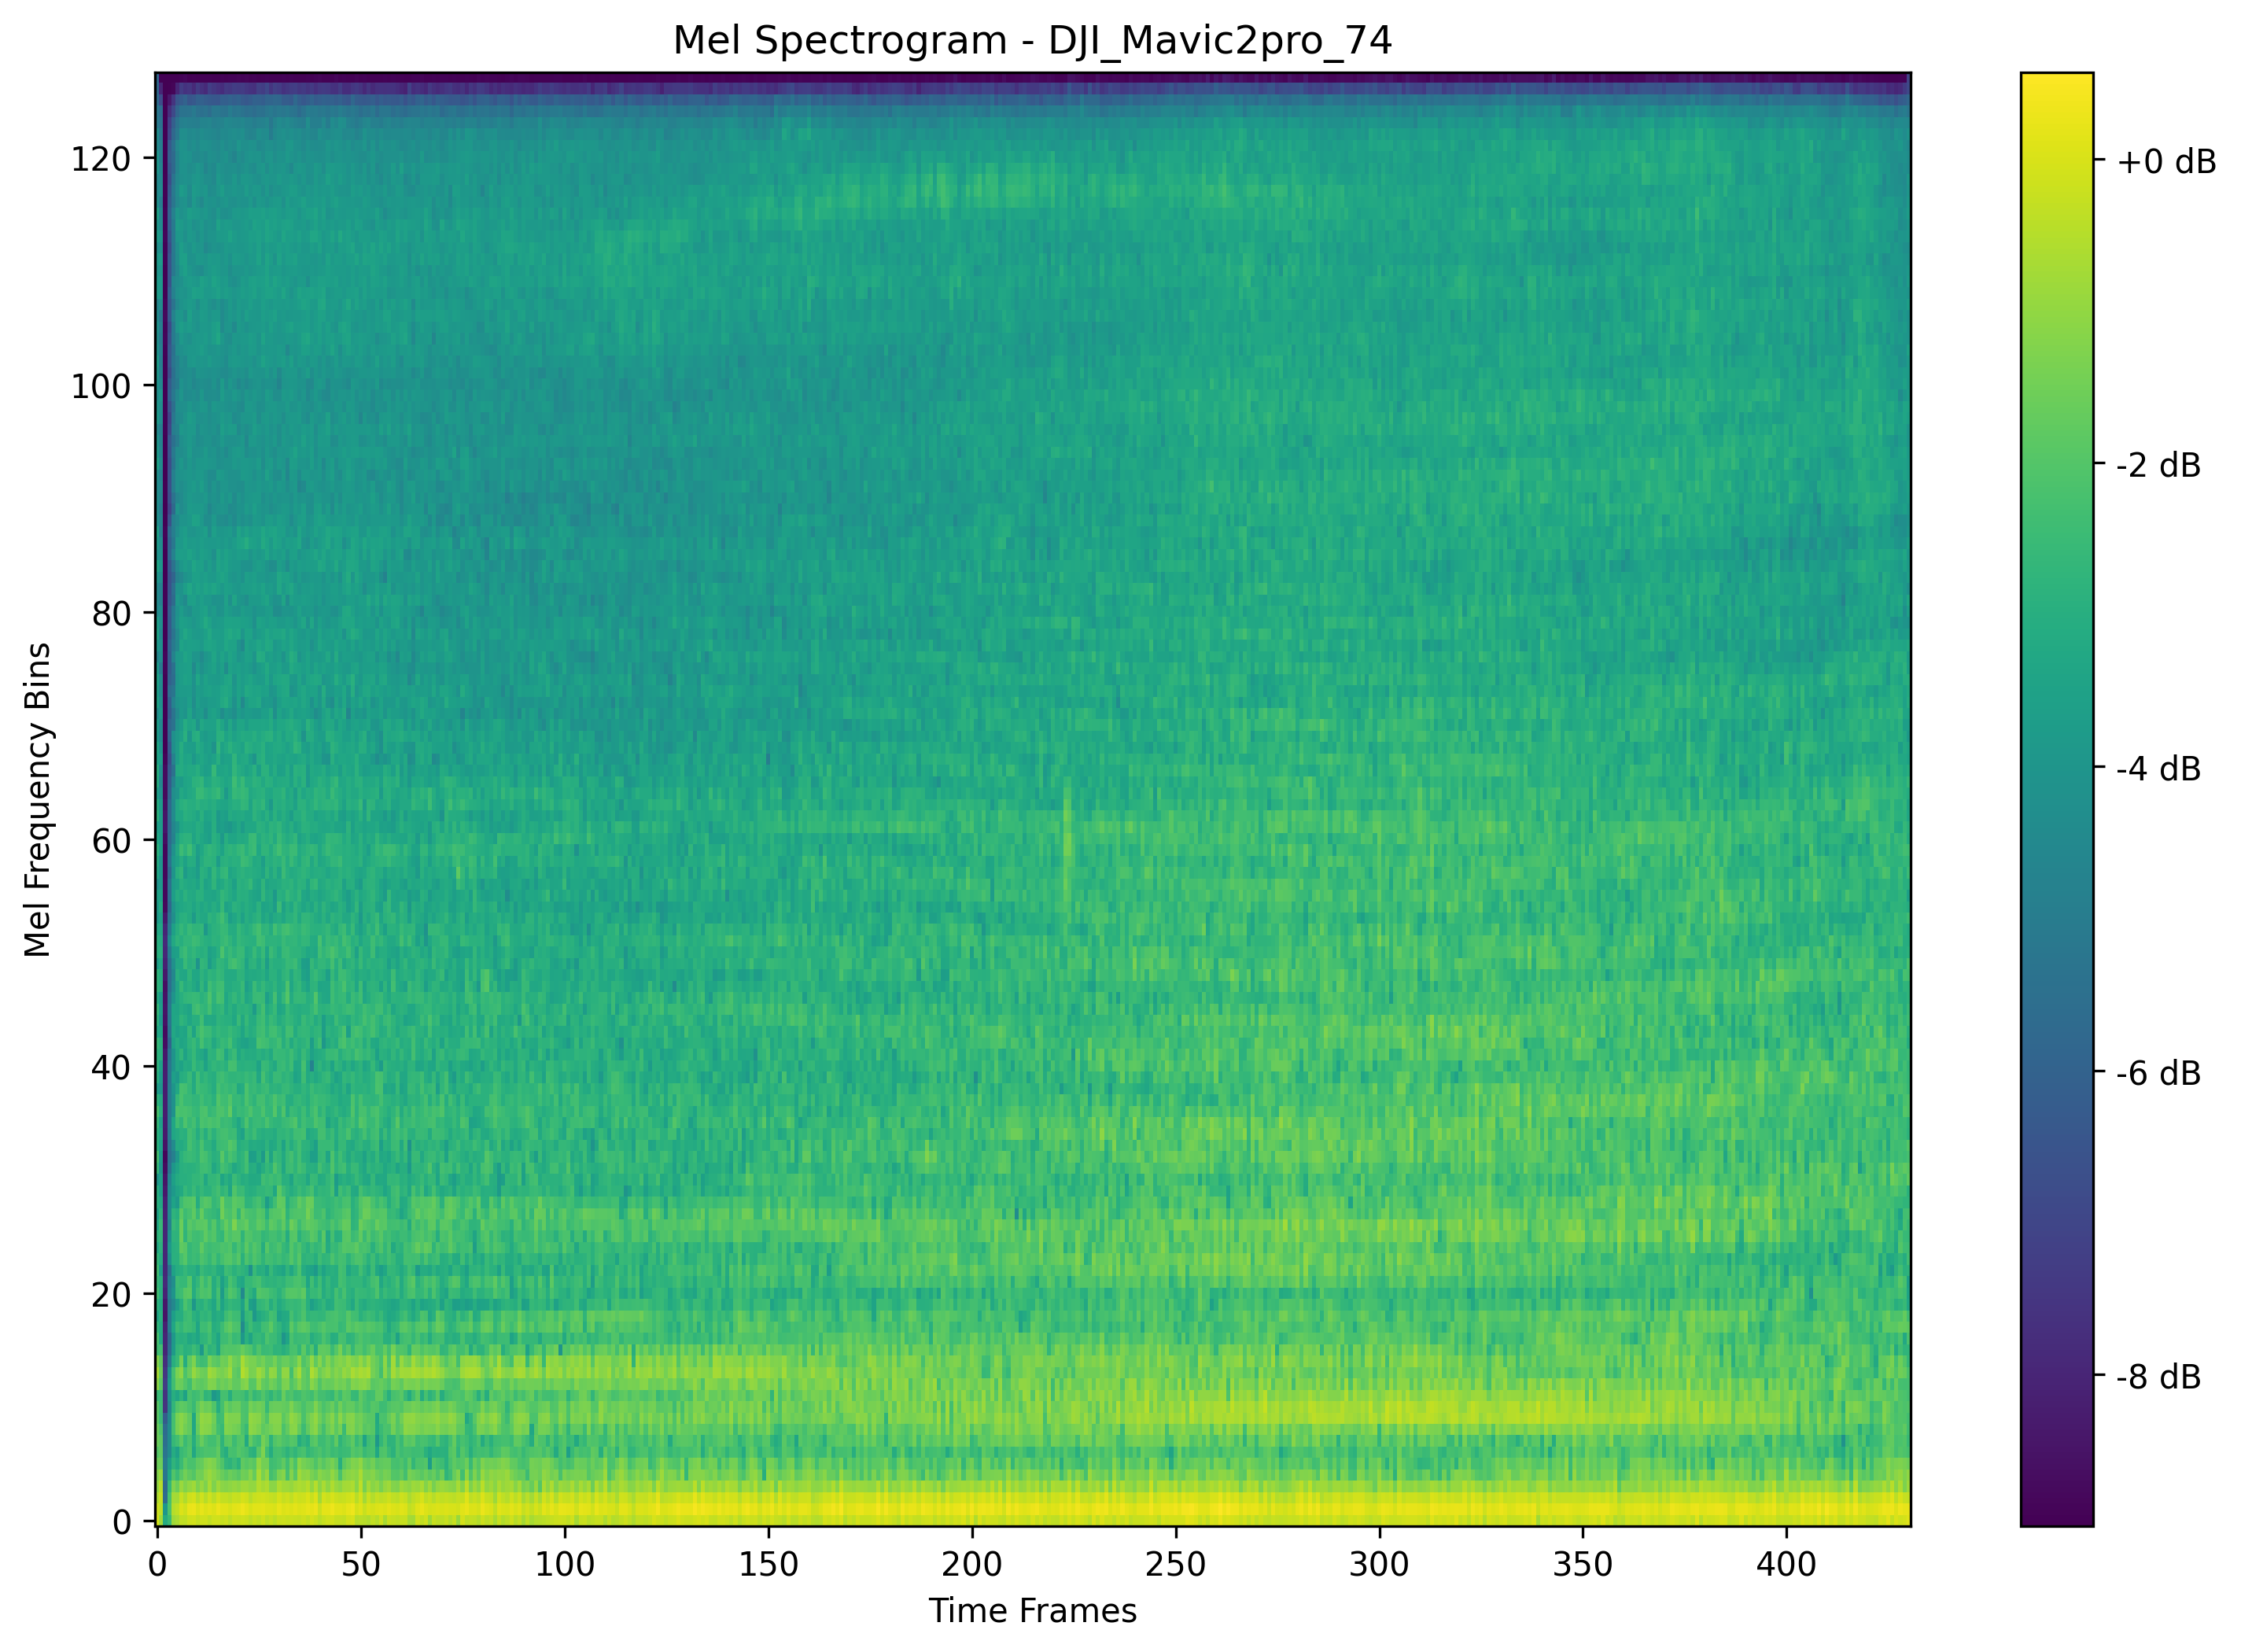 Mel Spectrogram - DJI_Mavic2pro_74
Mel Frequency Bins
120
100
80
60
40
20
0
0 50 100 150 200 250 300 350 400
Time Frames
+0 dB
-2 dB
-4 dB
-6 dB
-8 dB